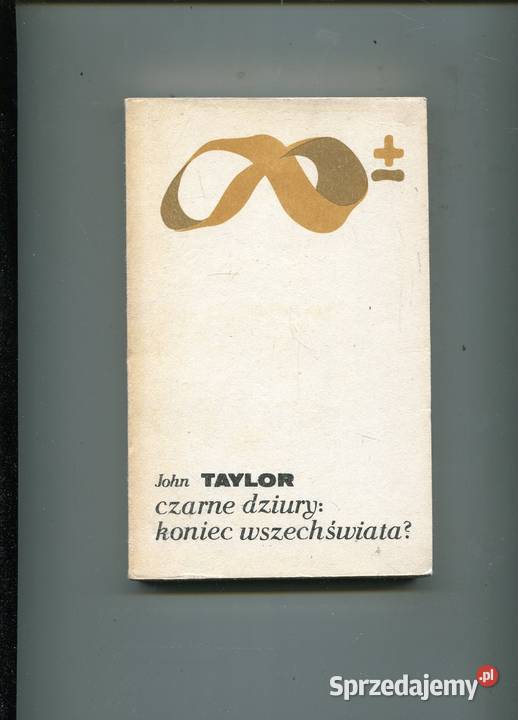 ±
John TAYLOR
czarne dziury:
koniec wszechświata?
Sprzedajemy.pl